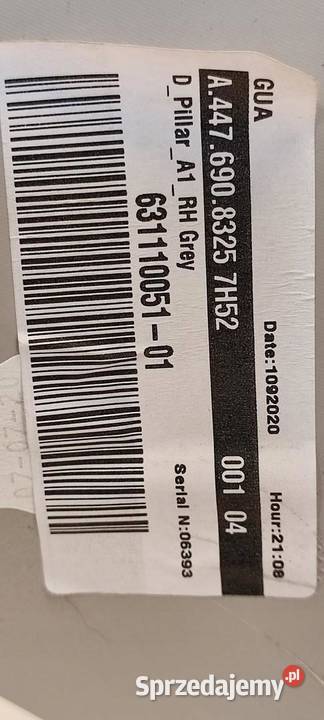 GUA
Date:1092020
Hour:21:08
A.447.690.8325 7H52
001 04
D_Pillar_A1_RH Grey
631110051-01
Serial N:06393
Sprzedajemy.pl